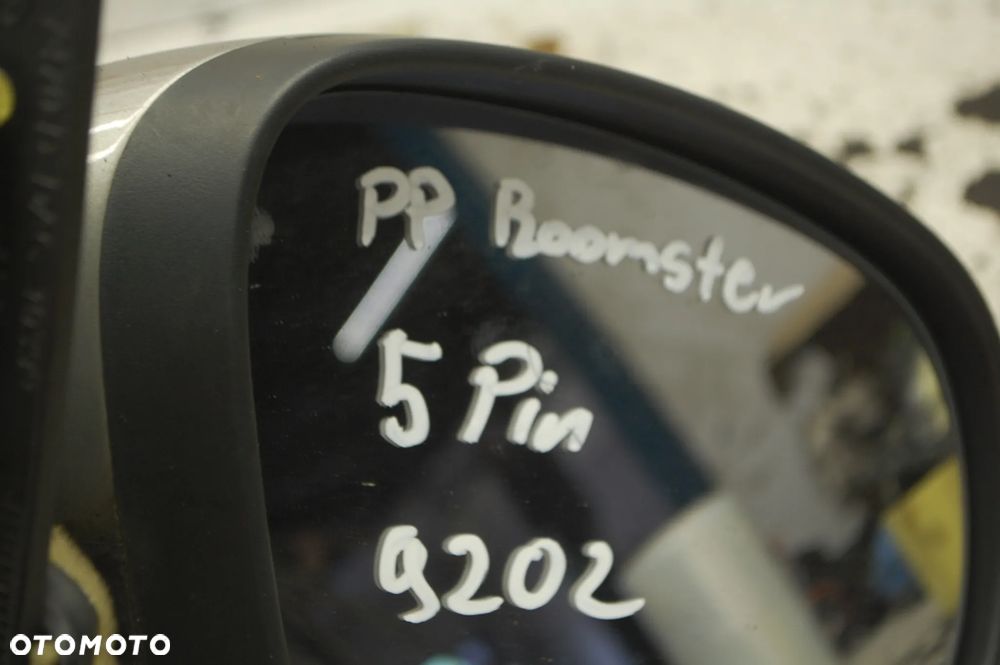 PP Roomster
5 Pin
9202
OTOMOTO